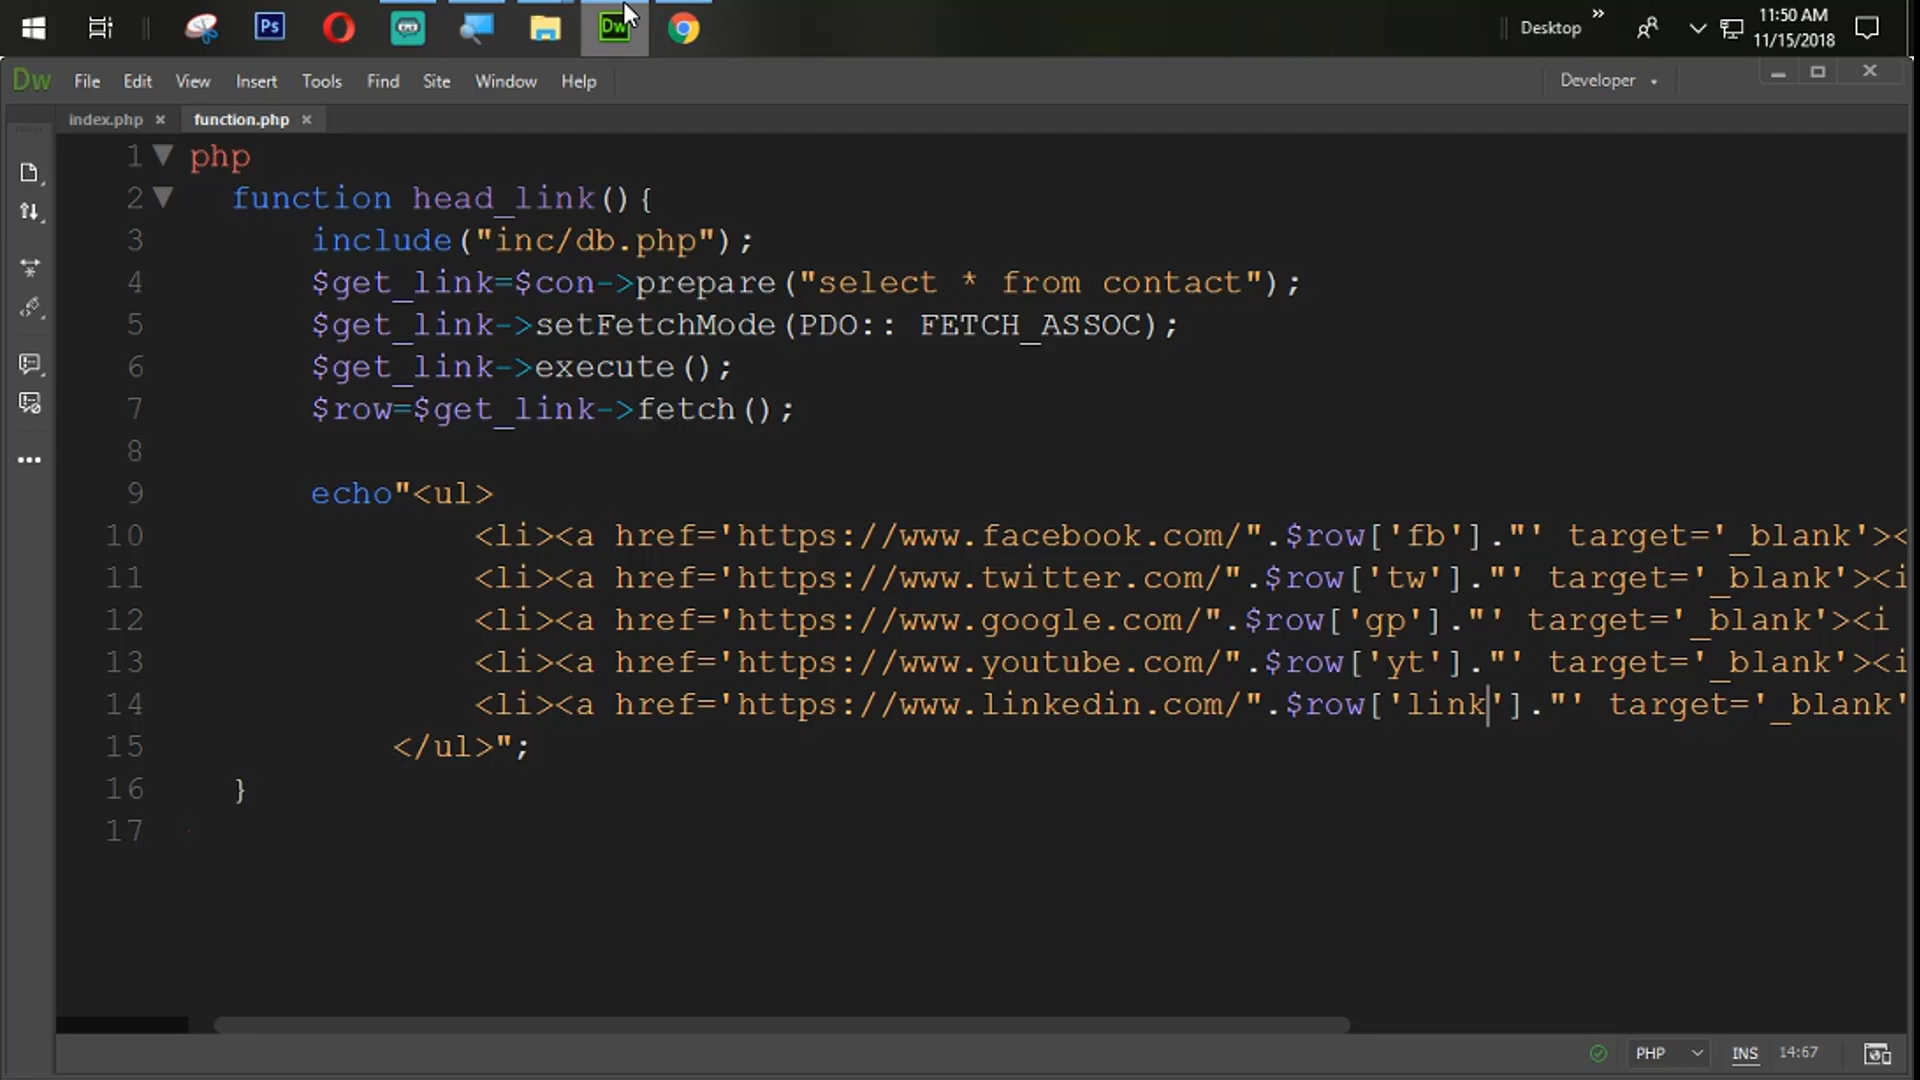 Ps
Dw
Desktop »
11:50 AM
11/15/2018
Dw File Edit View Insert Tools Find Site Window Help
Developer
index.php × function.php ×
1 php
2 function head_link(){
3 include("inc/db.php");
4 $get_link=$con->prepare("select * from contact");
5 $get_link->setFetchMode(PDO:: FETCH_ASSOC);
6 $get_link->execute();
7 $row=$get_link->fetch();
8
9 echo"<ul>
10 <li><a href='https://www.facebook.com/".$row['fb']."' target='_blank'><
11 <li><a href='https://www.twitter.com/".$row['tw']."' target='_blank'><i
12 <li><a href='https://www.google.com/".$row['gp']."' target='_blank'><i
13 <li><a href='https://www.youtube.com/".$row['yt']."' target='_blank'><i
14 <li><a href='https://www.linkedin.com/".$row['link']."' target='_blank'
15 </ul>";
16 }
17
PHP INS 14:67